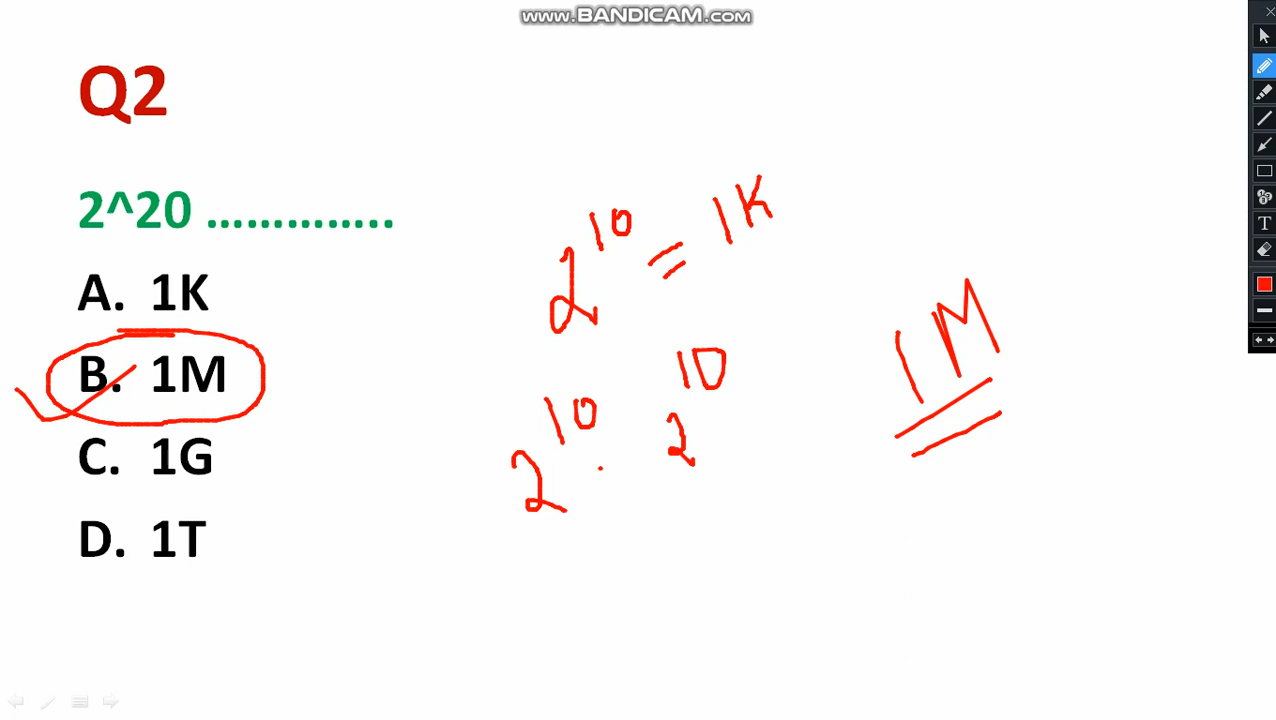 www.BANDICAM.com
Q2
2^20 …………..
A. 1K
B. 1M
C. 1G
D. 1T
2^10 = 1K
2^10 . 2^10
1M
T